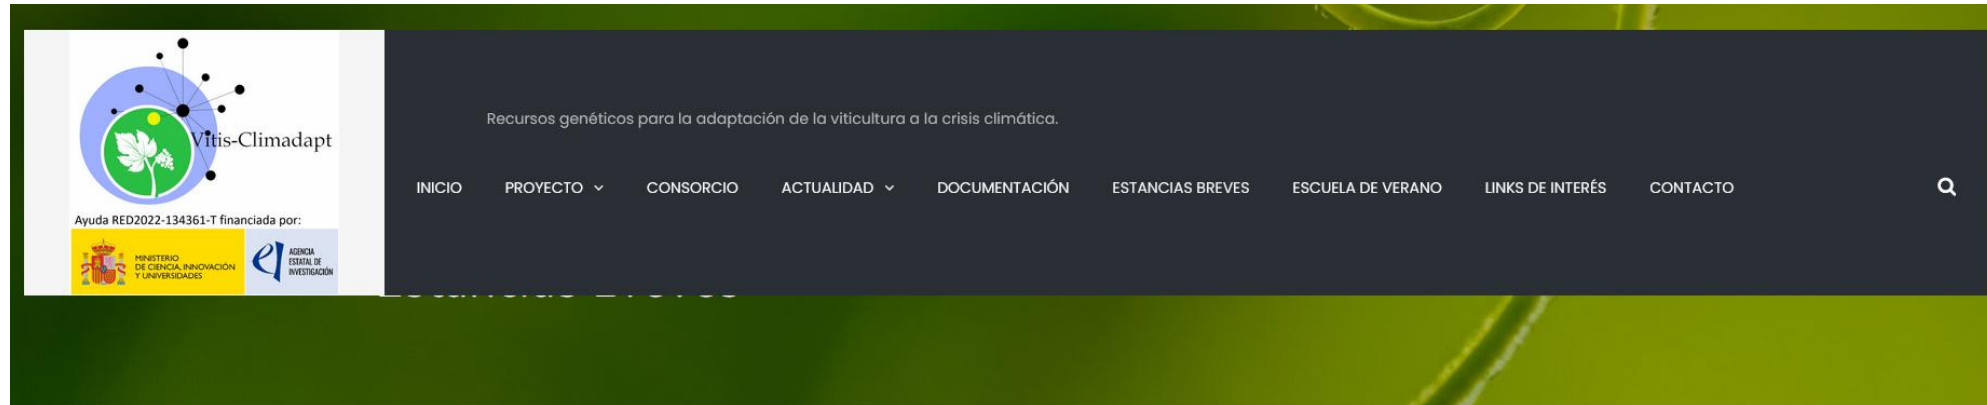 Vitis-Climadapt
Ayuda RED2022-134361-T financiada por:
MINISTERIO
DE CIENCIA, INNOVACIÓN
Y UNIVERSIDADES
AGENCIA
ESTATAL DE
INVESTIGACIÓN
Recursos genéticos para la adaptación de la viticultura a la crisis climática.
INICIO PROYECTO CONSORCIO ACTUALIDAD DOCUMENTACIÓN ESTANCIAS BREVES ESCUELA DE VERANO LINKS DE INTERÉS CONTACTO